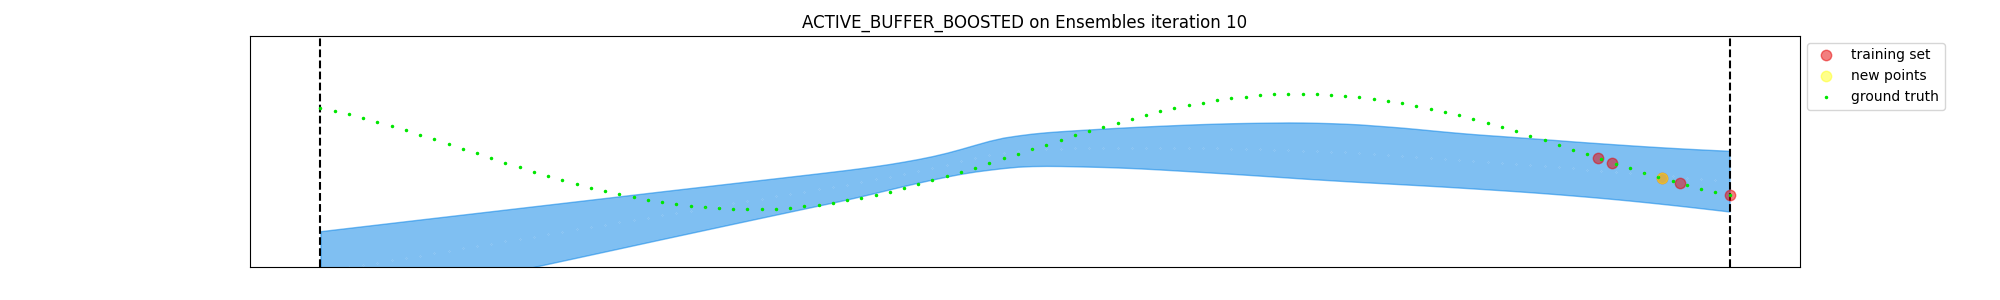 ACTIVE_BUFFER_BOOSTED on Ensembles iteration 10
training set
new points
ground truth